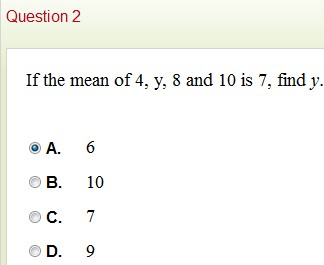 Question 2
If the mean of 4, y, 8 and 10 is 7, find y.
A. 6
B. 10
C. 7
D. 9